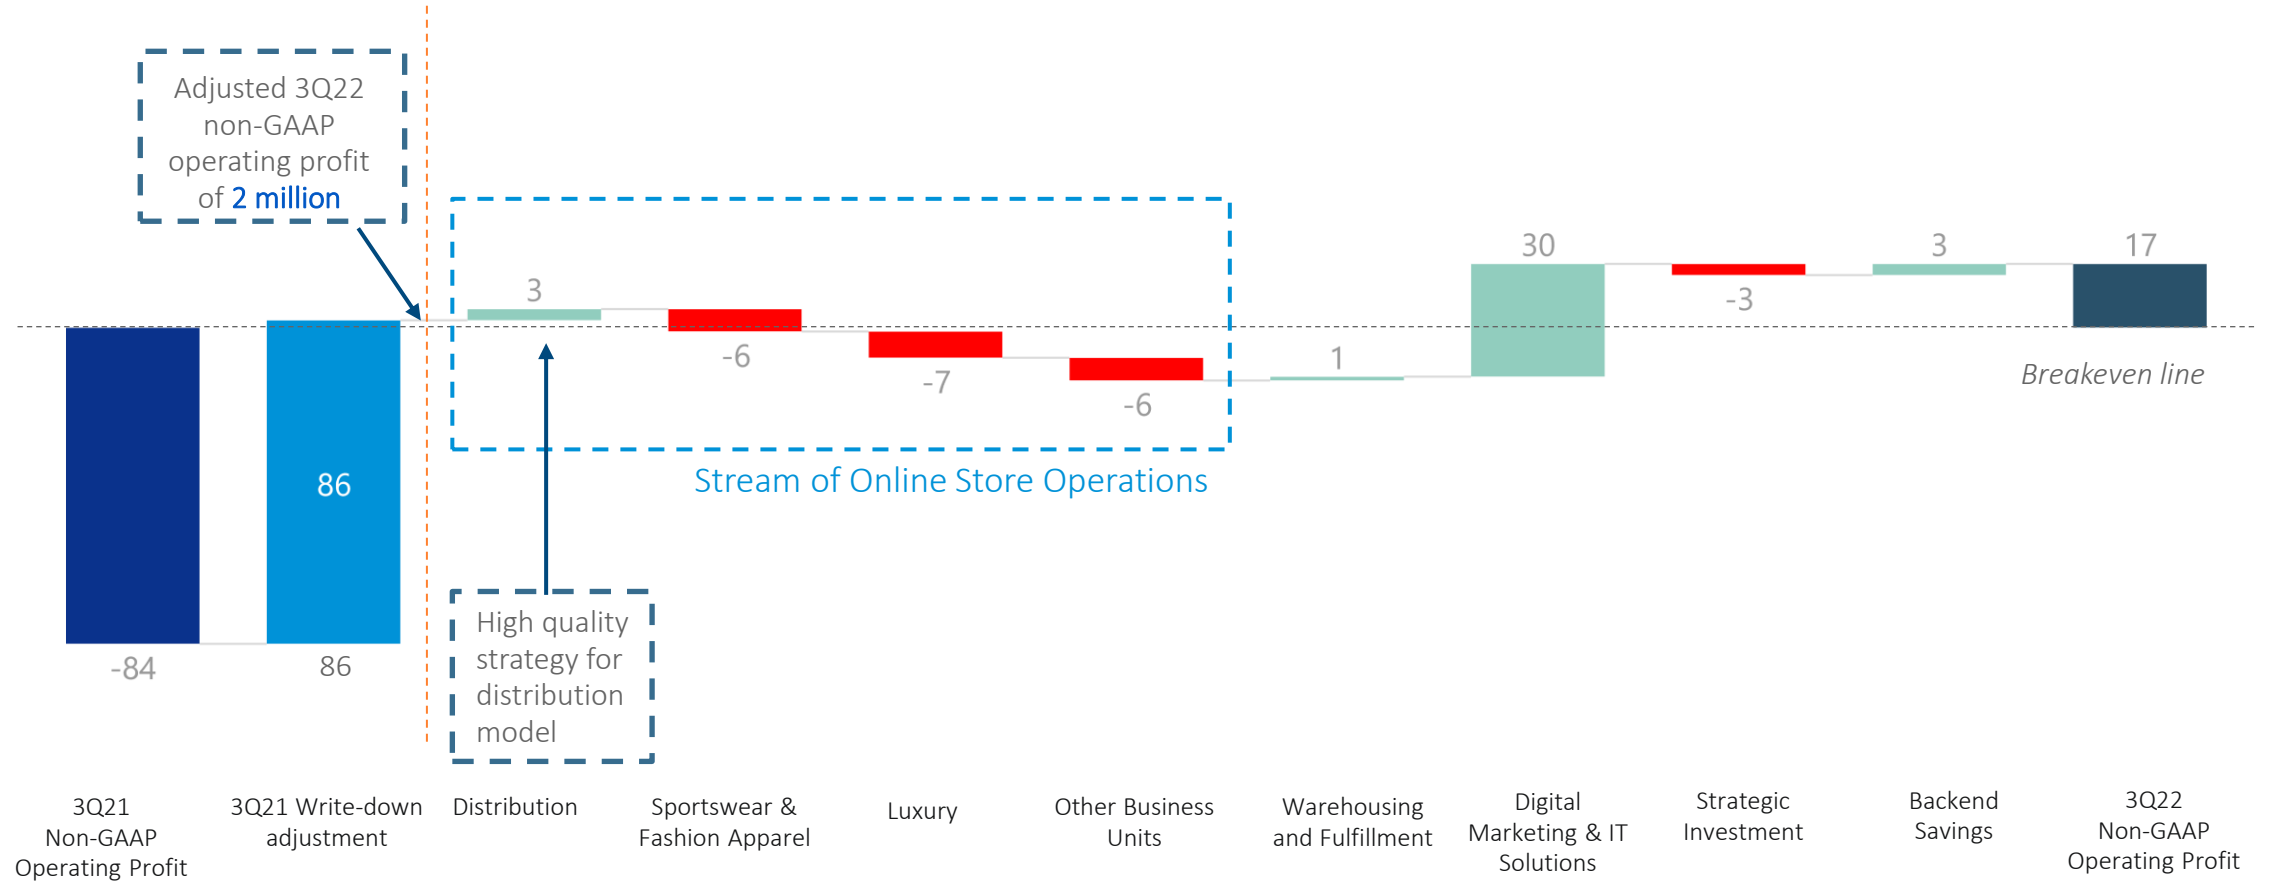 Adjusted 3Q22
non-GAAP
operating profit
of 2 million
3
-6
-7
-6
1
30
-3
3
17
Breakeven line
Stream of Online Store Operations
86
-84
86
High quality
strategy for
distribution
model
3Q21
Non-GAAP
Operating Profit
3Q21 Write-down
adjustment
Distribution
Sportswear &
Fashion Apparel
Luxury
Other Business
Units
Warehousing
and Fulfillment
Digital
Marketing & IT
Solutions
Strategic
Investment
Backend
Savings
3Q22
Non-GAAP
Operating Profit